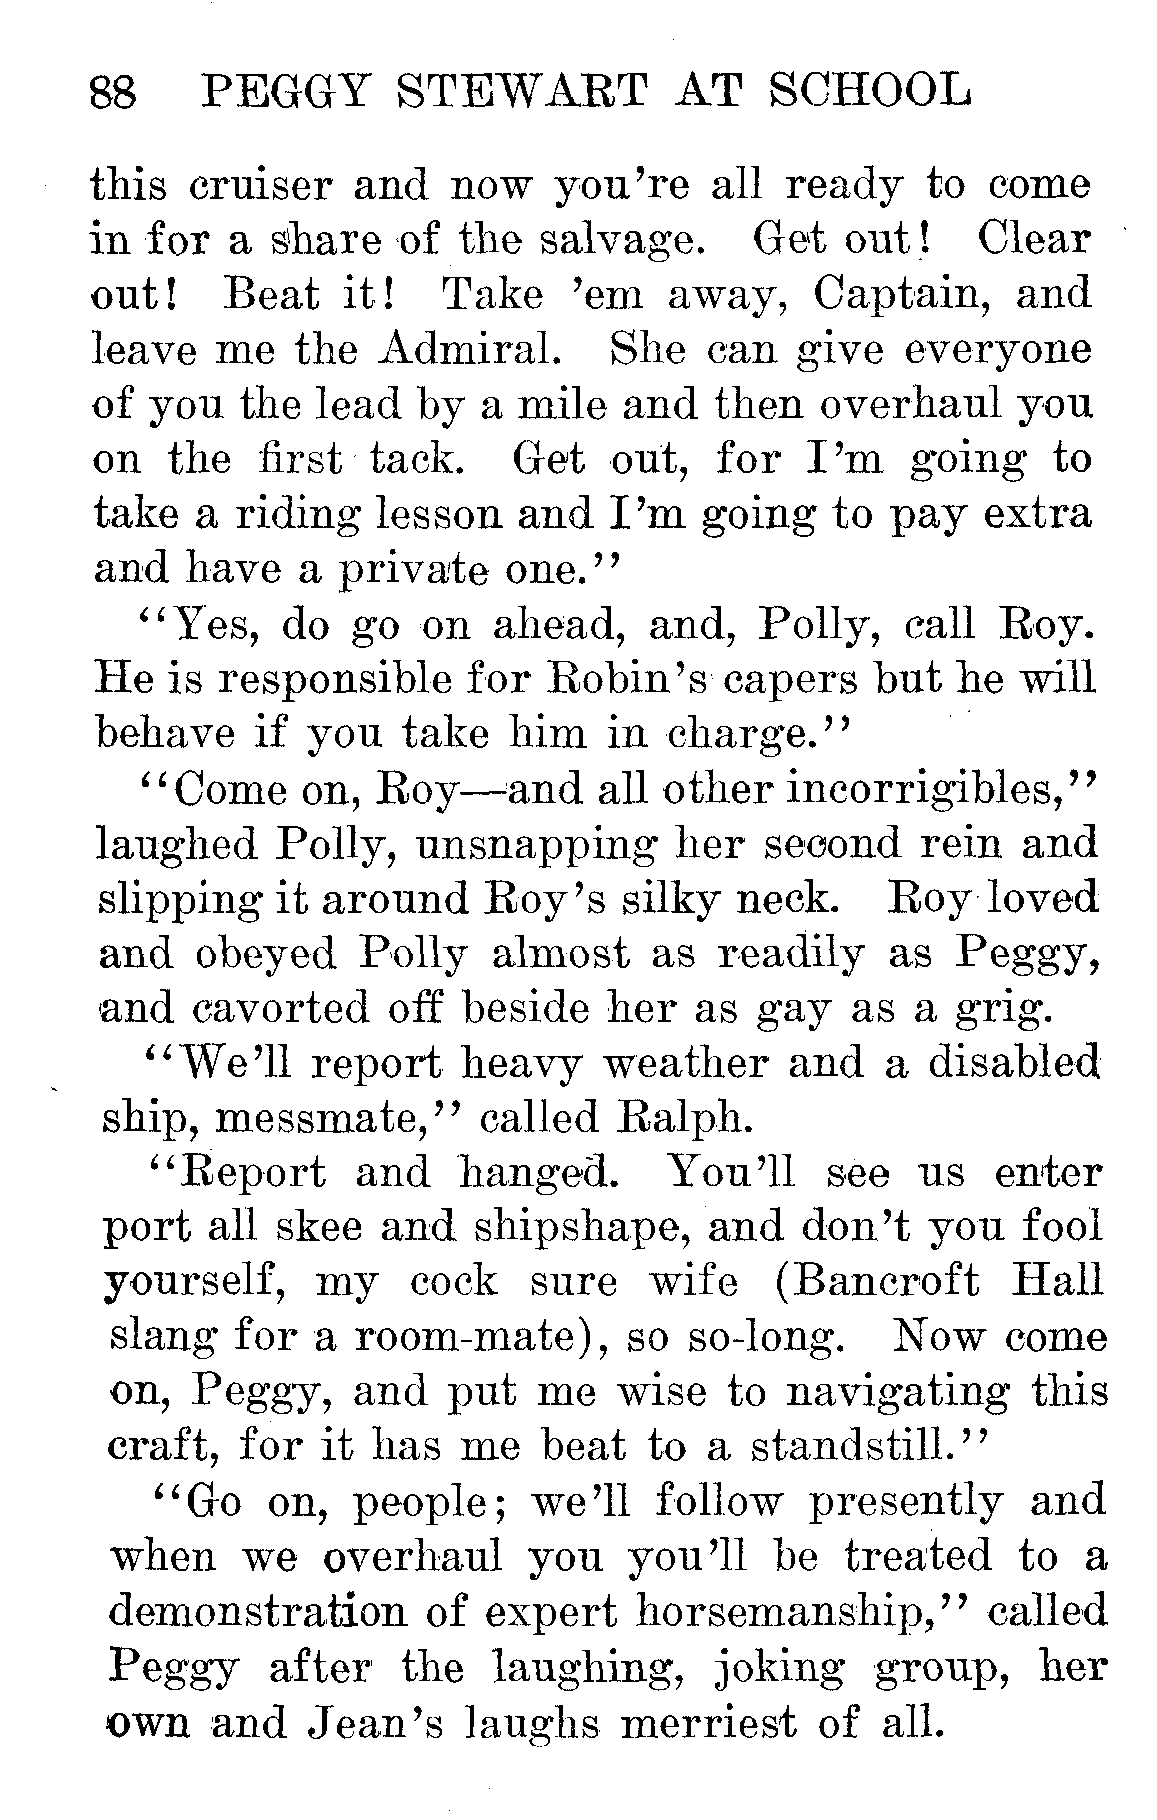 88 PEGGY STEWART AT SCHOOL
this cruiser and now you're all ready to come
in for a share of the salvage. Get out! Clear
out! Beat it! Take 'em away, Captain, and
leave me the Admiral. She can give everyone
of you the lead by a mile and then overhaul you
on the first tack. Get out, for I'm going to
take a riding lesson and I'm going to pay extra
and have a private one."
"Yes, do go on ahead, and, Polly, call Roy.
He is responsible for Robin's capers but he will
behave if you take him in charge."
"Come on, Roy—and all other incorrigibles,"
laughed Polly, unsnapping her second rein and
slipping it around Roy's silky neck. Roy loved
and obeyed Polly almost as readily as Peggy,
and cavorted off beside her as gay as a grig.
"We'll report heavy weather and a disabled
ship, messmate," called Ralph.
"Report and hanged. You'll see us enter
port all skee and shipshape, and don't you fool
yourself, my cock sure wife (Bancroft Hall
slang for a room-mate), so so-long. Now come
on, Peggy, and put me wise to navigating this
craft, for it has me beat to a standstill."
"Go on, people; we'll follow presently and
when we overhaul you you'll be treated to a
demonstration of expert horsemanship," called
Peggy after the laughing, joking group, her
own and Jean's laughs merriest of all.